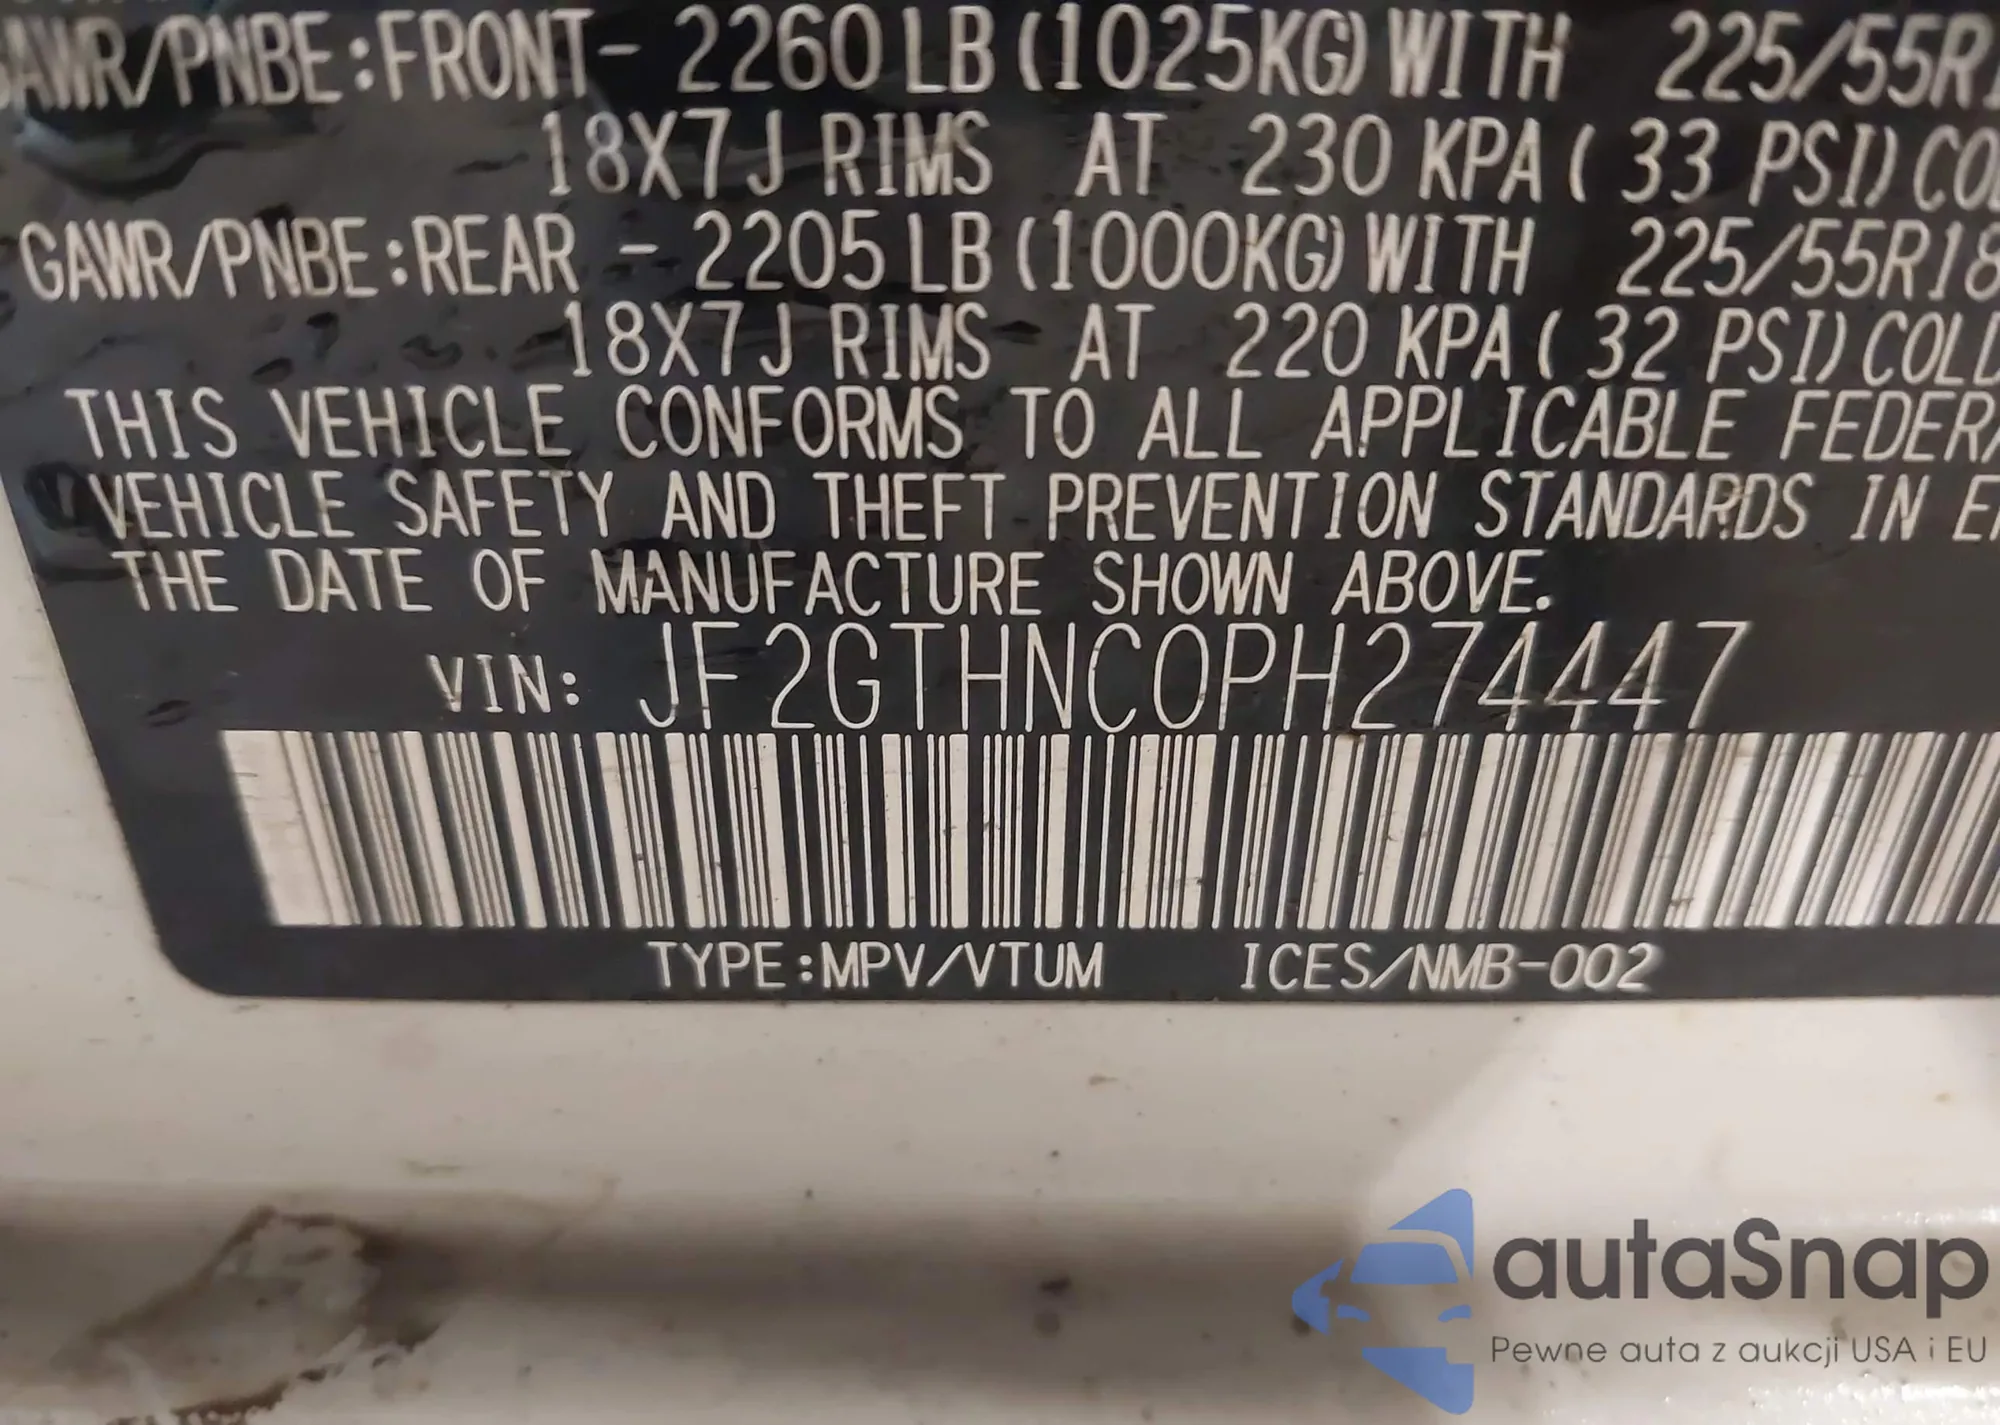 GAWR/PNBE:FRONT- 2260 LB (1025KG) WITH 225/55R1
18X7J RIMS AT 230 KPA ( 33 PSI) COL
GAWR/PNBE:REAR - 2205 LB (1000KG) WITH 225/55R18
18X7J RIMS AT 220 KPA ( 32 PSI) COLD
THIS VEHICLE CONFORMS TO ALL APPLICABLE FEDERA
VEHICLE SAFETY AND THEFT PREVENTION STANDARDS IN E
THE DATE OF MANUFACTURE SHOWN ABOVE.
VIN: JF2GTHNC0PH274447
TYPE:MPV/VTUM ICES/NMB-002
autaSnap
Pewne auta z aukcji USA i EU